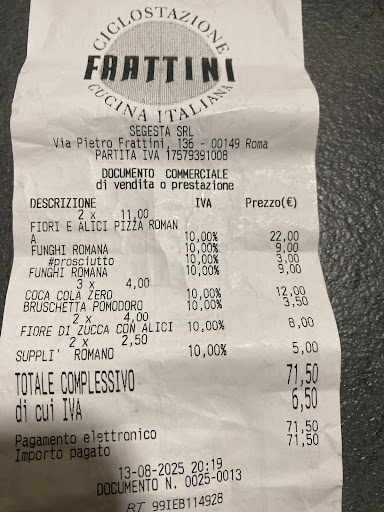 CICLOSTAZIONE
FRATTINI
CUCINA ITALIANA
SEGESTA SRL
Via Pietro Frattini, 136 - 00149 Roma
PARTITA IVA 17579391008
DOCUMENTO COMMERCIALE
di vendita o prestazione
DESCRIZIONE IVA Prezzo(€)
2 x 11,00
FIORI E ALICI PIZZA ROMAN
A 10,00% 22,00
FUNGHI ROMANA 10,00% 9,00
#prosciutto 10,00% 3,00
FUNGHI ROMANA 10,00% 9,00
3 x 4,00
COCA COLA ZERO 10,00% 12,00
BRUSCHETTA POMODORO 10,00% 3,50
2 x 4,00
FIORE DI ZUCCA CON ALICI 10,00% 8,00
2 x 2,50
SUPPLI' ROMANO 10,00% 5,00
TOTALE COMPLESSIVO 71,50
di cui IVA 6,50
Pagamento elettronico 71,50
Importo pagato 71,50
13-08-2025 20:19
DOCUMENTO N. 0025-0013
RT 99IEB114928